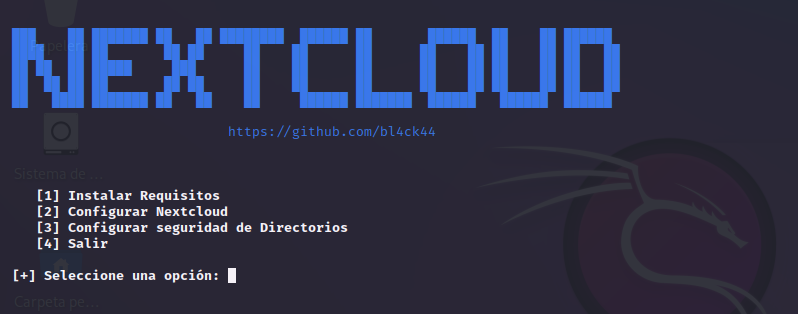 NEXTCLOUD
Papelera
https://github.com/bl4ck44
Sistema de ...
[1] Instalar Requisitos
[2] Configurar Nextcloud
[3] Configurar seguridad de Directorios
[4] Salir
[+] Seleccione una opción:
Carpeta pe...